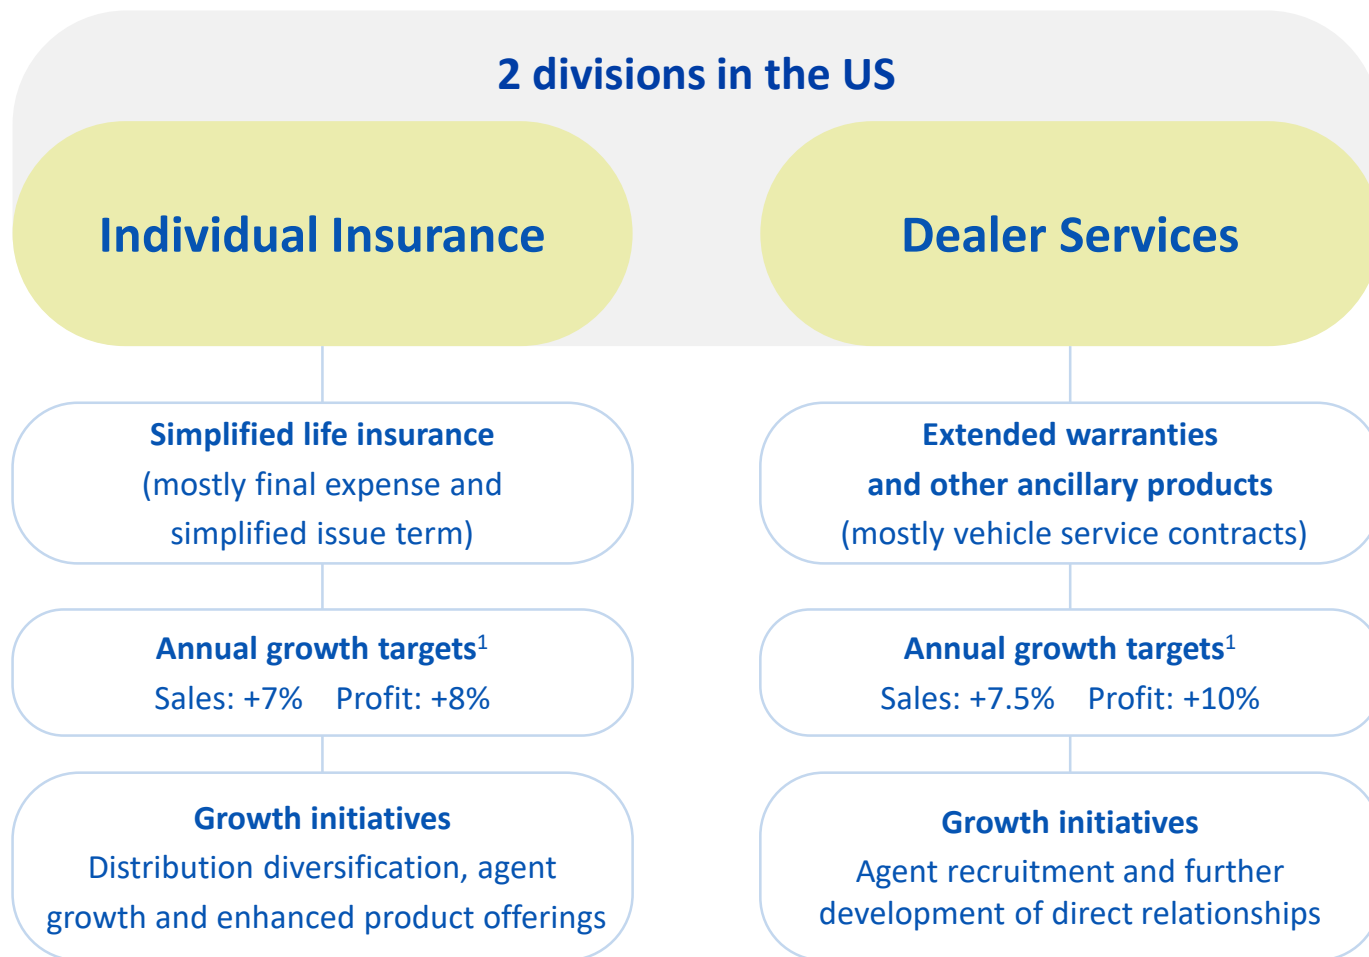 2 divisions in the US
Individual Insurance
Simplified life insurance
(mostly final expense and
simplified issue term)
Annual growth targets¹
Sales: +7% Profit: +8%
Growth initiatives
Distribution diversification, agent
growth and enhanced product offerings
Dealer Services
Extended warranties
and other ancillary products
(mostly vehicle service contracts)
Annual growth targets¹
Sales: +7.5% Profit: +10%
Growth initiatives
Agent recruitment and further
development of direct relationships